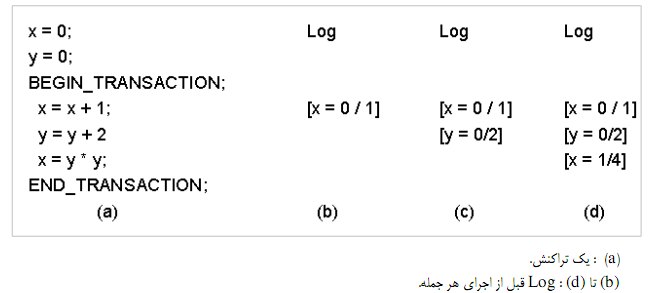 x = 0; Log Log Log
y = 0;
BEGIN_TRANSACTION;
x = x + 1; [x = 0 / 1] [x = 0 / 1] [x = 0 / 1]
y = y + 2 [y = 0/2] [y = 0/2]
x = y * y; [x = 1/4]
END_TRANSACTION;
(a) (b) (c) (d)
(a) : یک تراکنش.
(b) تا (d) : Log قبل از اجرای هر جمله.